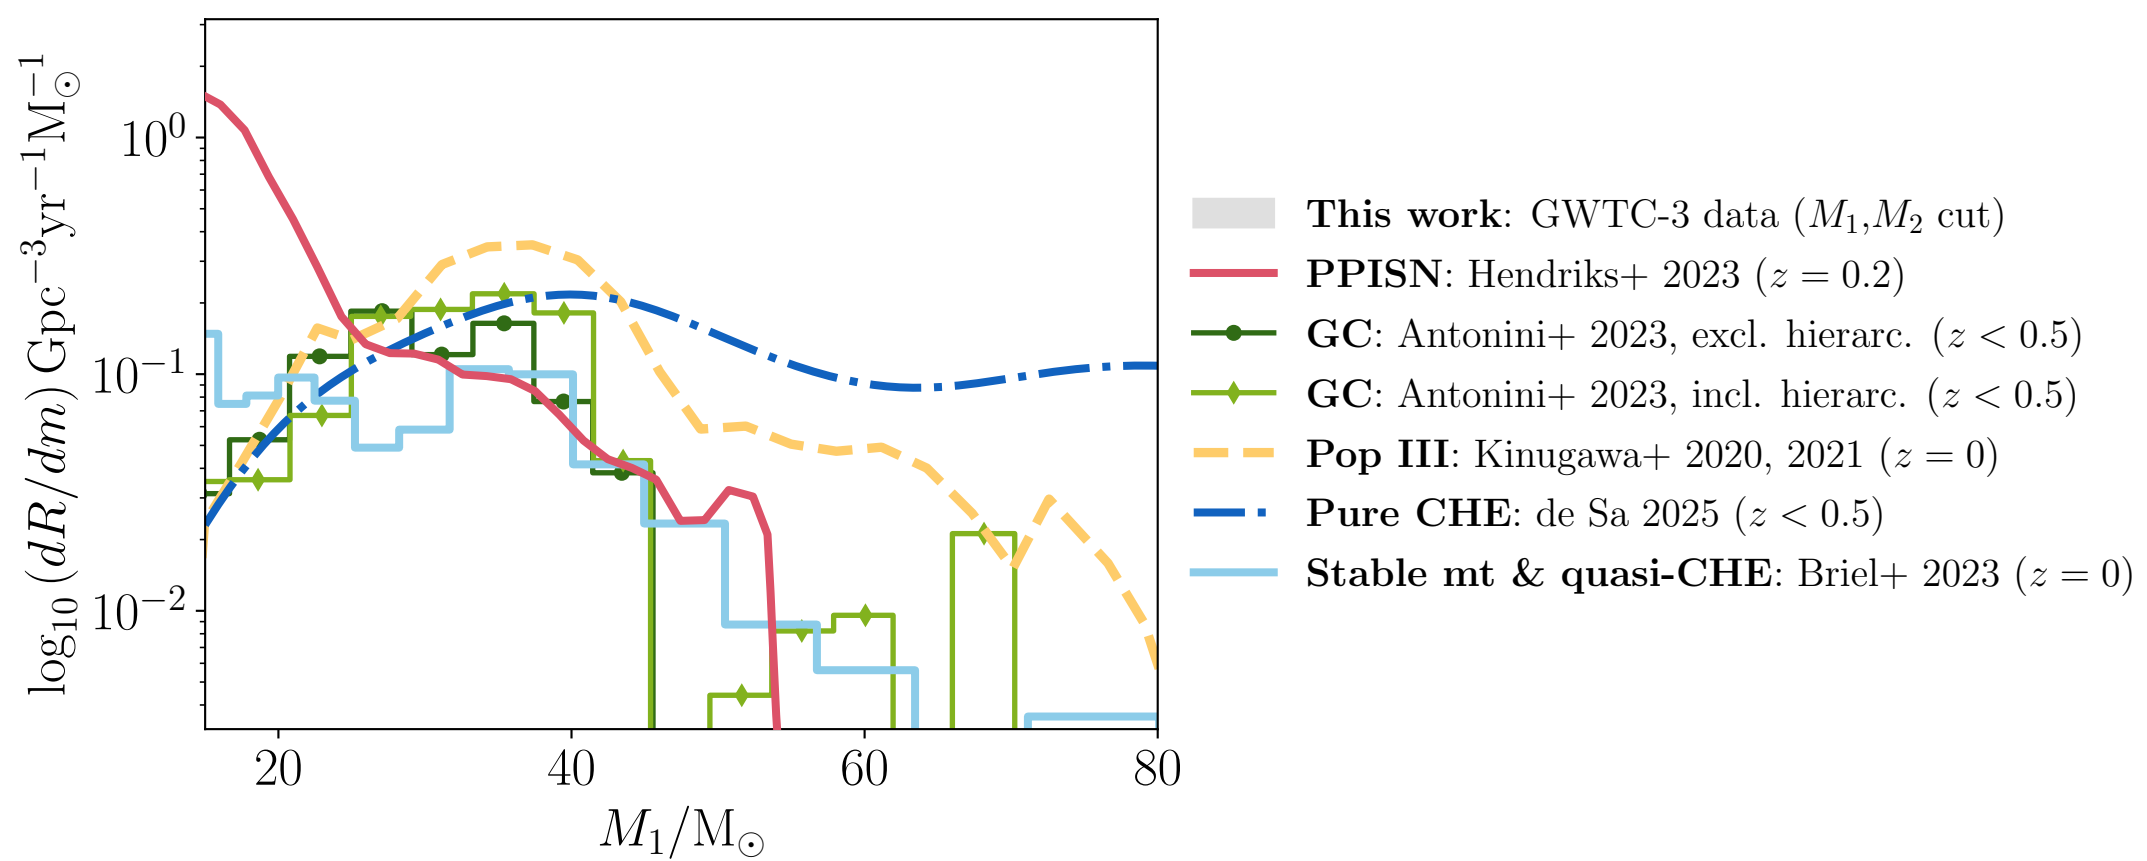 log₁₀ (dR/dm) Gpc⁻³yr⁻¹M⊙⁻¹
10⁰
10⁻¹
10⁻²
20 40 60 80
M₁/M⊙
This work: GWTC-3 data (M₁,M₂ cut)
PPISN: Hendriks+ 2023 (z = 0.2)
GC: Antonini+ 2023, excl. hierarc. (z < 0.5)
GC: Antonini+ 2023, incl. hierarc. (z < 0.5)
Pop III: Kinugawa+ 2020, 2021 (z = 0)
Pure CHE: de Sa 2025 (z < 0.5)
Stable mt & quasi-CHE: Briel+ 2023 (z = 0)